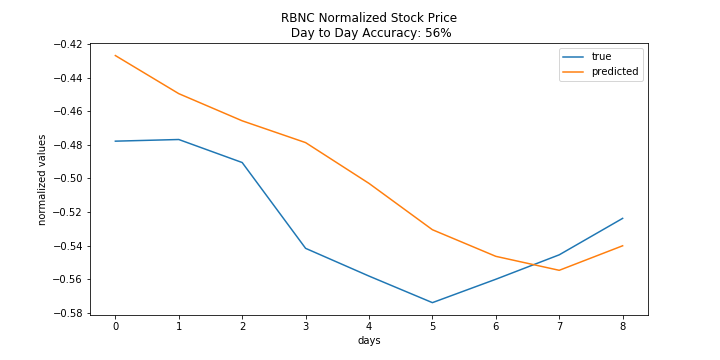 RBNC Normalized Stock Price
Day to Day Accuracy: 56%
true
predicted
normalized values
−0.42
−0.44
−0.46
−0.48
−0.50
−0.52
−0.54
−0.56
−0.58
0 1 2 3 4 5 6 7 8
days